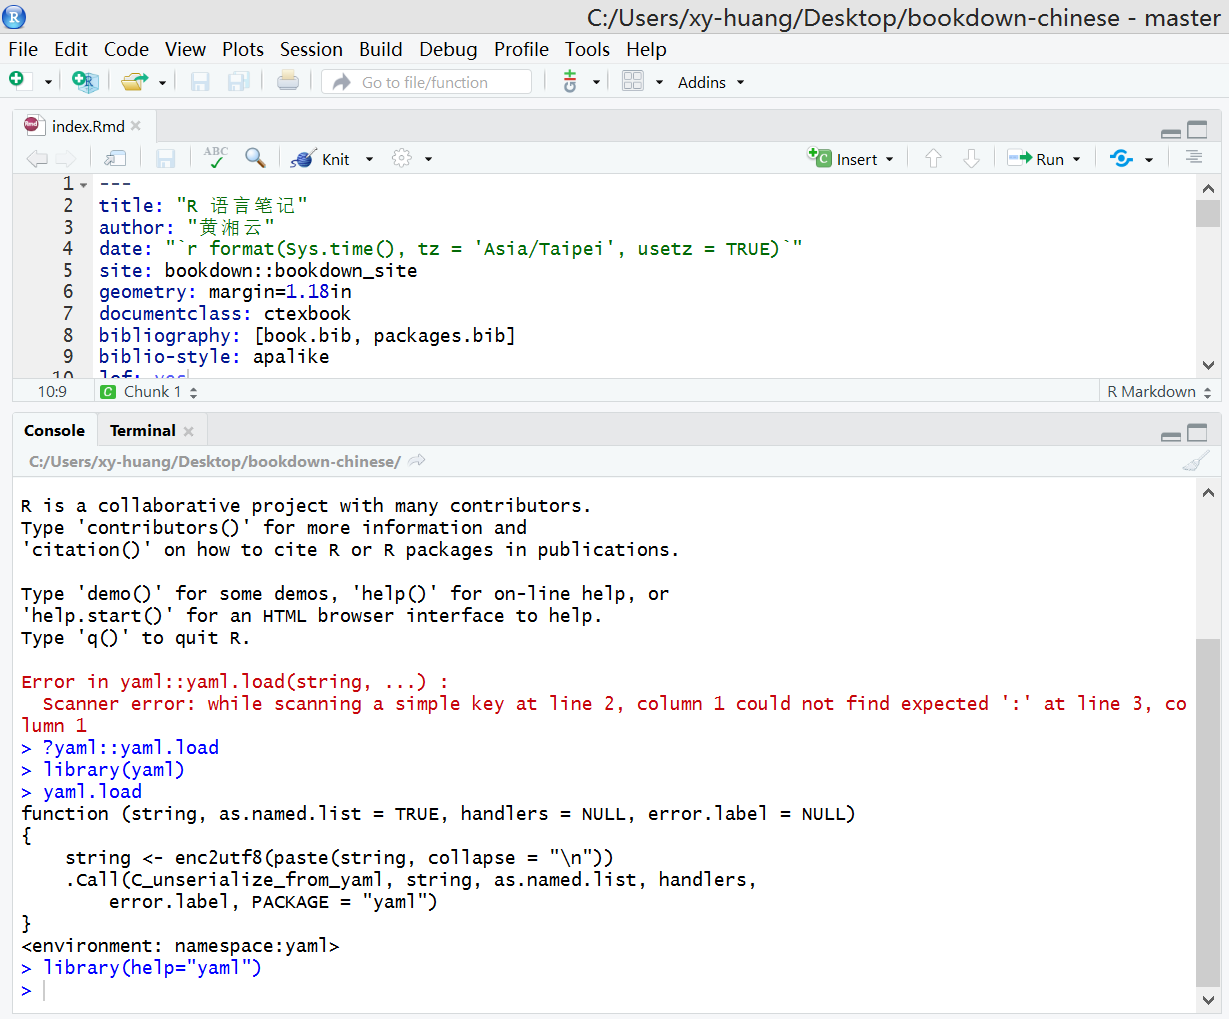 C:/Users/xy-huang/Desktop/bookdown-chinese - master
File Edit Code View Plots Session Build Debug Profile Tools Help
Go to file/function Addins
index.Rmd
ABC Knit Insert Run
1 ---
2 title: "R 语言笔记"
3 author: "黄湘云"
4 date: "`r format(Sys.time(), tz = 'Asia/Taipei', usetz = TRUE)`"
5 site: bookdown::bookdown_site
6 geometry: margin=1.18in
7 documentclass: ctexbook
8 bibliography: [book.bib, packages.bib]
9 biblio-style: apalike
10 lof: yes
10:9 Chunk 1 R Markdown
Console Terminal
C:/Users/xy-huang/Desktop/bookdown-chinese/
R is a collaborative project with many contributors.
Type 'contributors()' for more information and
'citation()' on how to cite R or R packages in publications.
Type 'demo()' for some demos, 'help()' for on-line help, or
'help.start()' for an HTML browser interface to help.
Type 'q()' to quit R.
Error in yaml::yaml.load(string, ...) :
Scanner error: while scanning a simple key at line 2, column 1 could not find expected ':' at line 3, co
lumn 1
> ?yaml::yaml.load
> library(yaml)
> yaml.load
function (string, as.named.list = TRUE, handlers = NULL, error.label = NULL)
{
string <- enc2utf8(paste(string, collapse = "\n"))
.Call(C_unserialize_from_yaml, string, as.named.list, handlers,
error.label, PACKAGE = "yaml")
}
<environment: namespace:yaml>
> library(help="yaml")
>